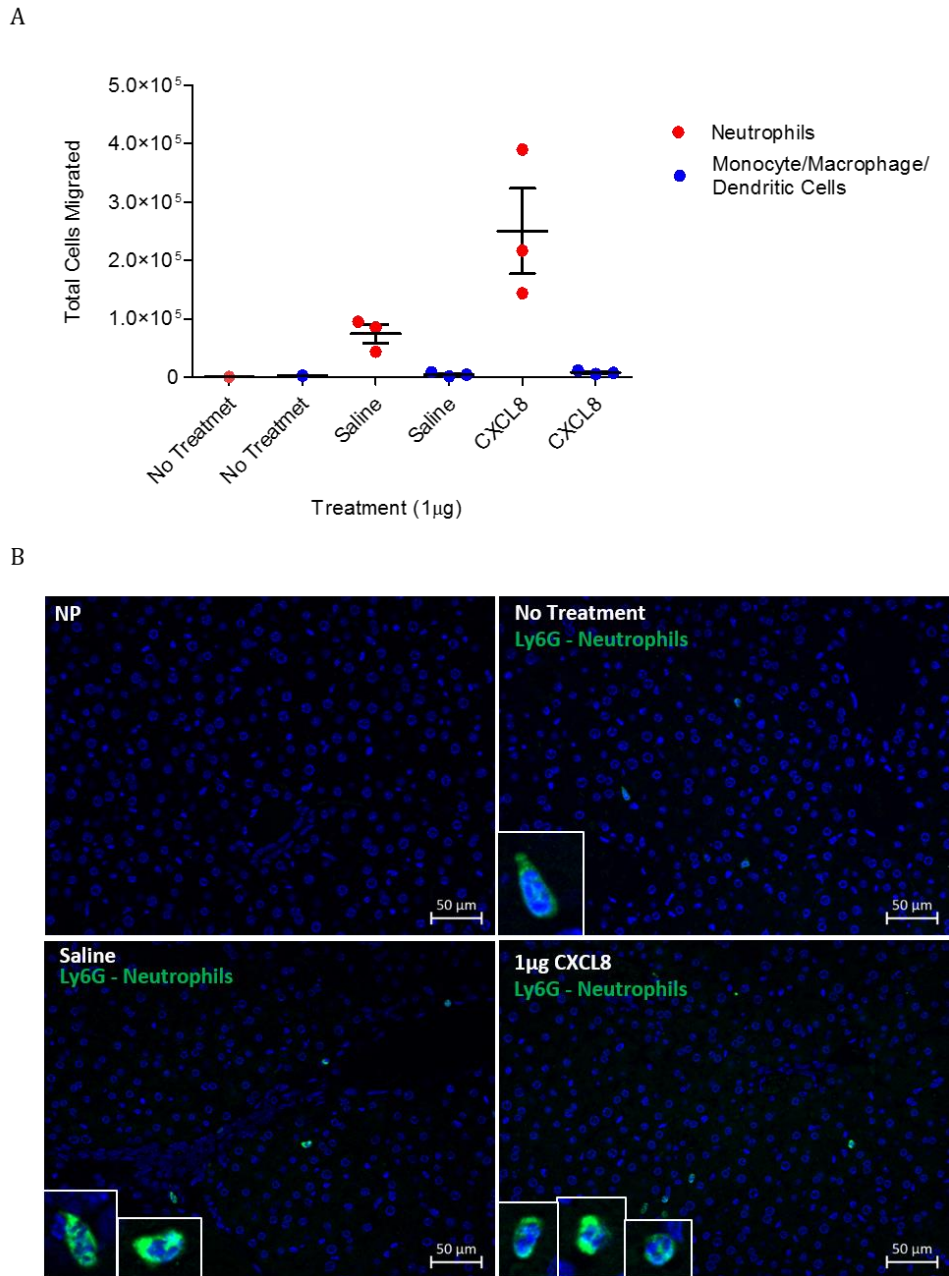 A
5.0×10⁵
4.0×10⁵
3.0×10⁵
2.0×10⁵
1.0×10⁵
0
Total Cells Migrated
No Treatmet
No Treatmet
Saline
Saline
CXCL8
CXCL8
Treatment (1µg)
Neutrophils
Monocyte/Macrophage/
Dendritic Cells
B
NP
50 µm
No Treatment
Ly6G - Neutrophils
50 µm
Saline
Ly6G - Neutrophils
50 µm
1µg CXCL8
Ly6G - Neutrophils
50 µm